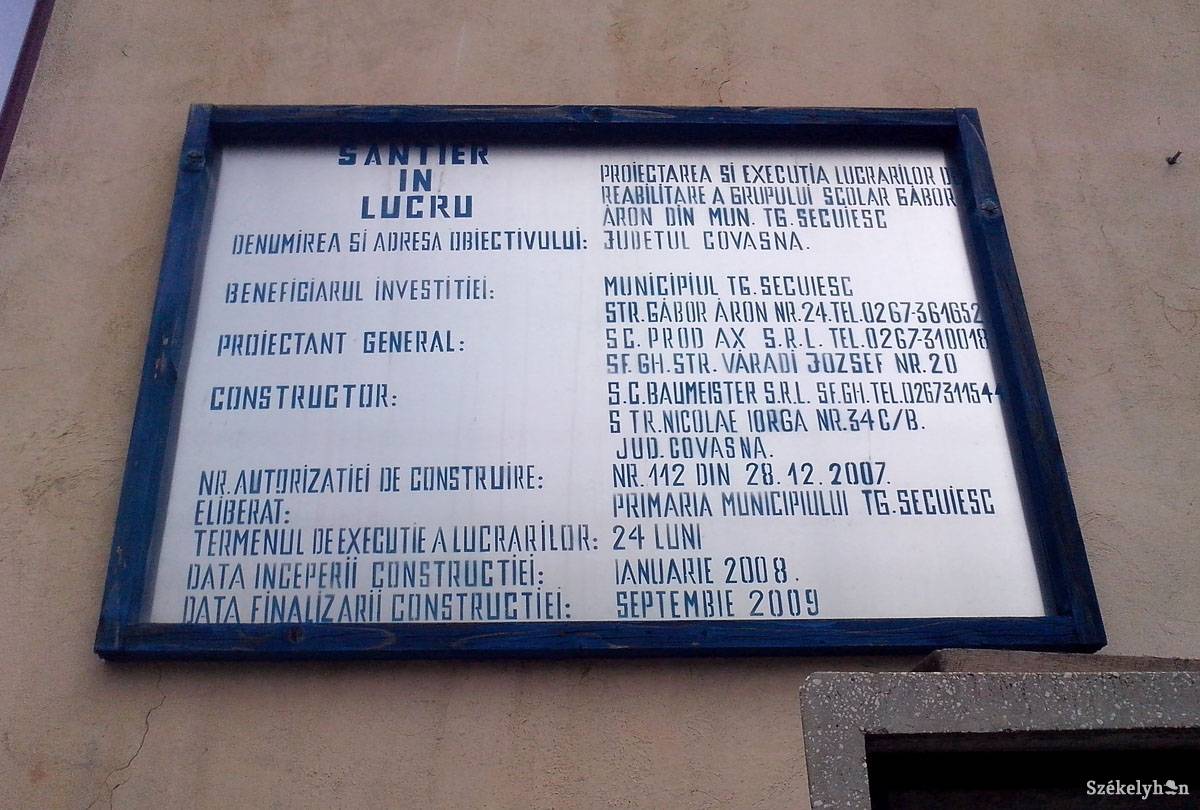 SANTIER
IN
LUCRU
DENUMIREA SI ADRESA OBIECTIVULUI:
PROIECTAREA SI EXECUTIA LUCRARILOR
REABILITARE A GRUPULUI SCOLAR GÁBOR
ÁRON DIN MUN. TG. SECUIESC
JUDETUL COVASNA.
BENEFICIARUL INVESTITIEI:
MUNICIPIUL TG. SECUIESC
STR. GÁBOR ÁRON NR. 24. TEL. 0267-361652
PROIECTANT GENERAL:
S C. PROD AX S.R.L. TEL. 0267-310018
SF. GH. STR. VÁRADI JOZSEF NR. 20
CONSTRUCTOR:
S.C. BAUMEISTER S.R.L. SF. GH. TEL. 0267311544
STR. NICOLAE IORGA NR. 34 C/B.
JUD. COVASNA.
NR. AUTORIZATIEI DE CONSTRUIRE:
NR. 112 DIN 28.12.2007.
ELIBERAT:
PRIMARIA MUNICIPIULUI TG. SECUIESC
TERMENUL DE EXECUTIE A LUCRARILOR:
24 LUNI
DATA INCEPERII CONSTRUCTIEI:
IANUARIE 2008.
DATA FINALIZARII CONSTRUCTIEI:
SEPTEMBIE 2009
Székelyhon